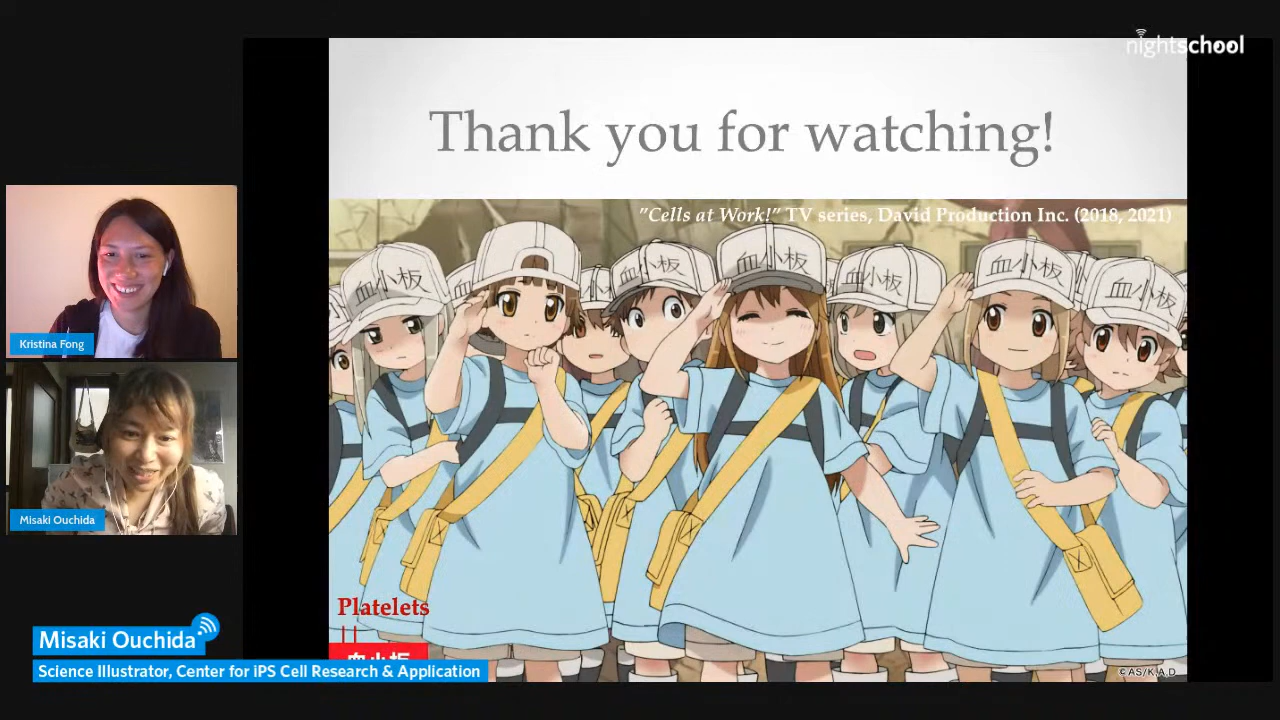 nightschool
Thank you for watching!
"Cells at Work!" TV series, David Production Inc. (2018, 2021)
血小板
血小板
血小板
血小板
血小板
血小板
Kristina Fong
Misaki Ouchida
Platelets
血小板
Misaki Ouchida
Science Illustrator, Center for iPS Cell Research & Application
©AS/K,A,D